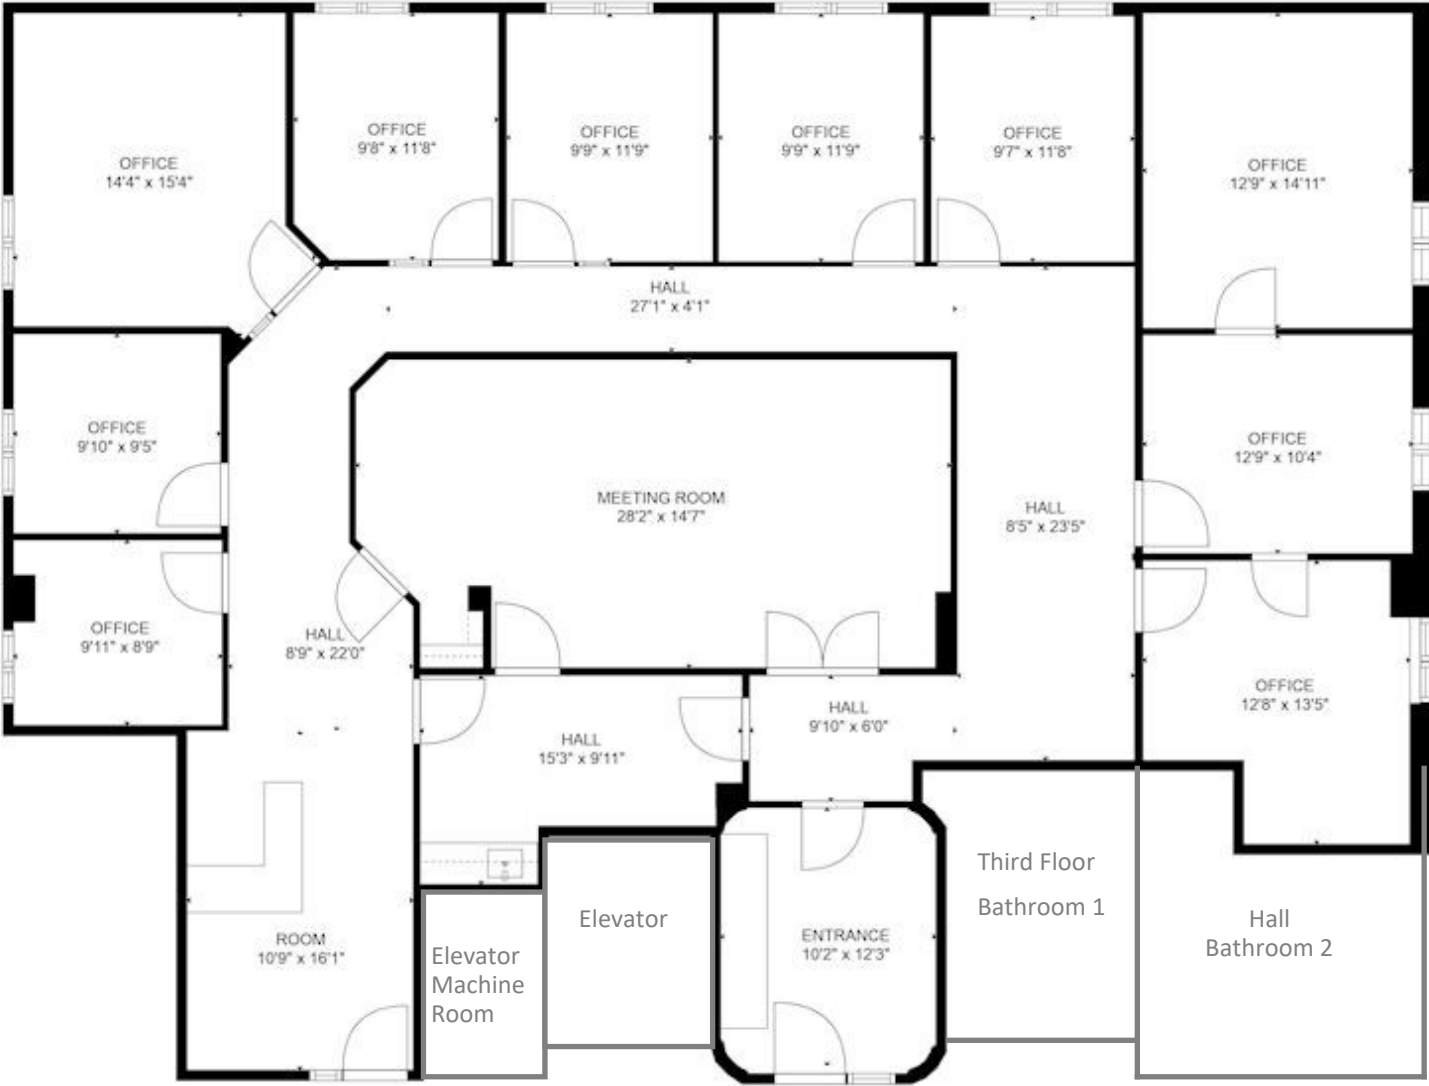 OFFICE
14'4" x 15'4"
OFFICE
9'8" x 11'8"
OFFICE
9'9" x 11'9"
OFFICE
9'9" x 11'9"
OFFICE
9'7" x 11'8"
OFFICE
12'9" x 14'11"
HALL
27'1" x 4'1"
OFFICE
9'10" x 9'5"
MEETING ROOM
28'2" x 14'7"
HALL
8'5" x 23'5"
OFFICE
12'9" x 10'4"
OFFICE
9'11" x 8'9"
HALL
8'9" x 22'0"
HALL
15'3" x 9'11"
HALL
9'10" x 6'0"
OFFICE
12'8" x 13'5"
ROOM
10'9" x 16'1"
Elevator
Machine
Room
Elevator
ENTRANCE
10'2" x 12'3"
Third Floor
Bathroom 1
Hall
Bathroom 2